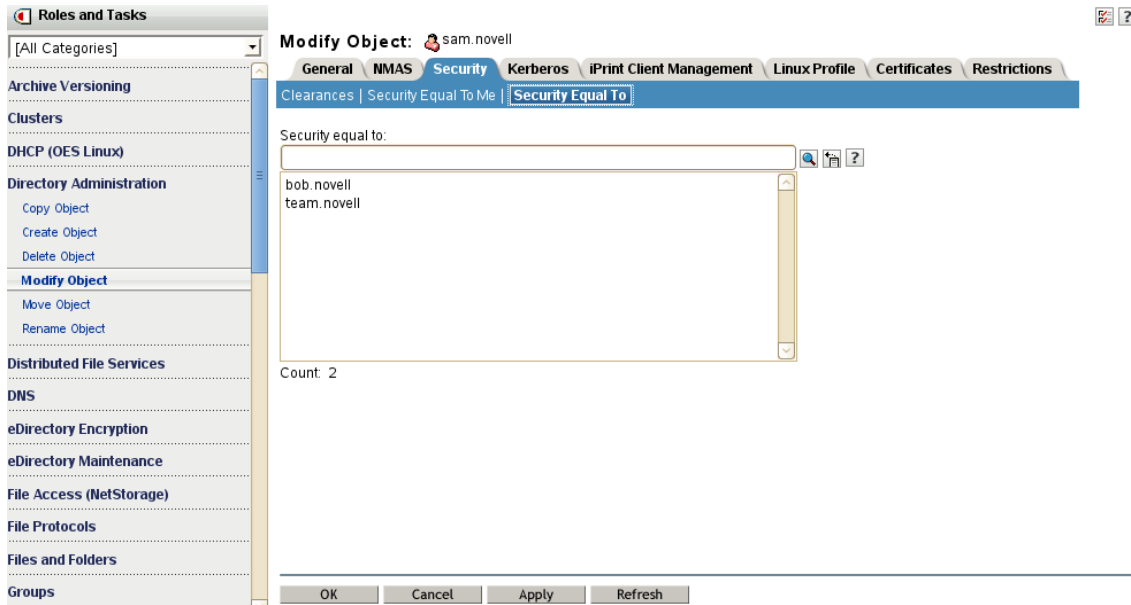 Roles and Tasks
[All Categories]
Archive Versioning
Clusters
DHCP (OES Linux)
Directory Administration
Copy Object
Create Object
Delete Object
Modify Object
Move Object
Rename Object
Distributed File Services
DNS
eDirectory Encryption
eDirectory Maintenance
File Access (NetStorage)
File Protocols
Files and Folders
Groups
?
Modify Object: sam.novell
General NMAS Security Kerberos iPrint Client Management Linux Profile Certificates Restrictions
Clearances | Security Equal To Me | Security Equal To
Security equal to:
?
bob.novell
team.novell
Count: 2
OK Cancel Apply Refresh